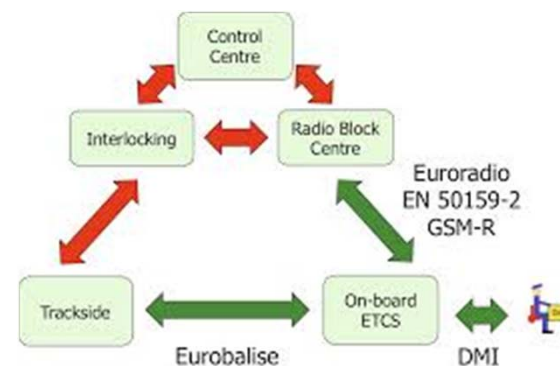 Control
Centre
Interlocking
Radio Block
Centre
Euroradio
EN 50159-2
GSM-R
Trackside
On-board
ETCS
Eurobalise
DMI